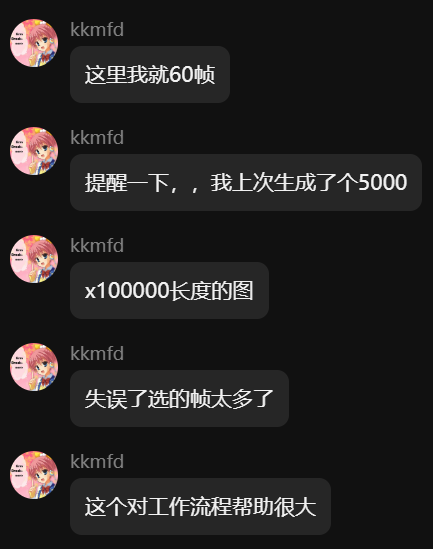 kkmfd
这里我就60帧
kkmfd
提醒一下，，我上次生成了个5000
kkmfd
x100000长度的图
kkmfd
失误了选的帧太多了
kkmfd
这个对工作流程帮助很大